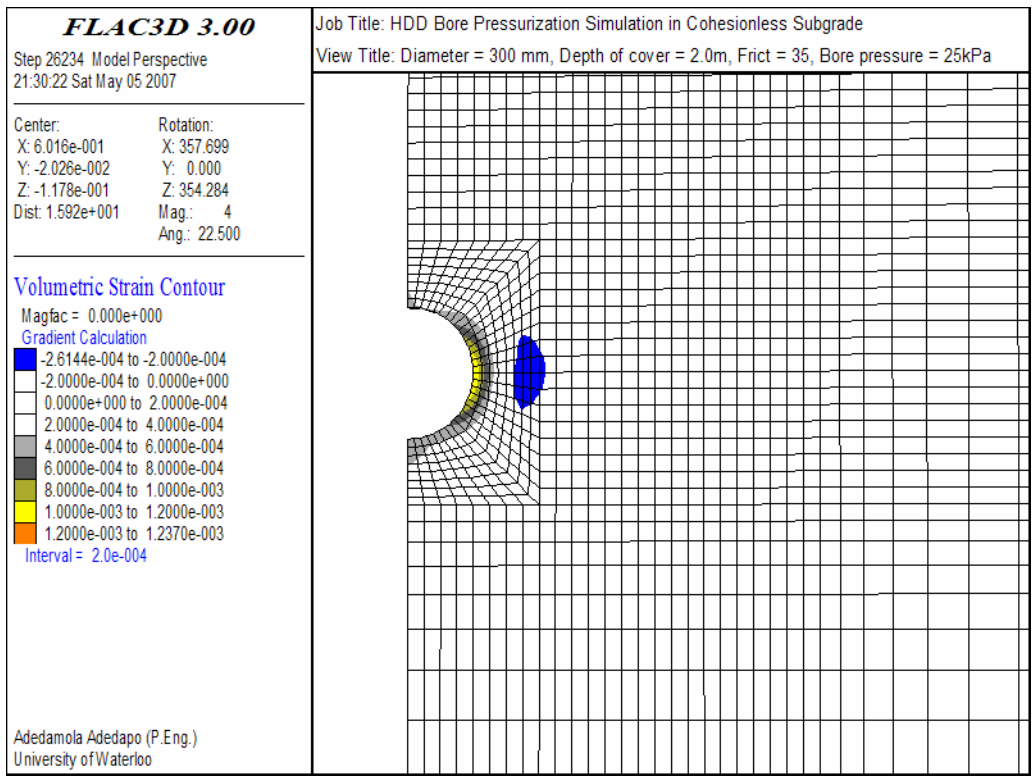 FLAC3D 3.00
Step 26234 Model Perspective
21:30:22 Sat May 05 2007
Center:
X: 6.016e-001
Y: -2.026e-002
Z: -1.178e-001
Dist: 1.592e+001
Rotation:
X: 357.699
Y: 0.000
Z: 354.284
Mag.: 4
Ang.: 22.500
Volumetric Strain Contour
Magfac = 0.000e+000
Gradient Calculation
-2.6144e-004 to -2.0000e-004
-2.0000e-004 to 0.0000e+000
0.0000e+000 to 2.0000e-004
2.0000e-004 to 4.0000e-004
4.0000e-004 to 6.0000e-004
6.0000e-004 to 8.0000e-004
8.0000e-004 to 1.0000e-003
1.0000e-003 to 1.2000e-003
1.2000e-003 to 1.2370e-003
Interval = 2.0e-004
Adedamola Adedapo (P.Eng.)
University of Waterloo
Job Title: HDD Bore Pressurization Simulation in Cohesionless Subgrade
View Title: Diameter = 300 mm, Depth of cover = 2.0m, Frict = 35, Bore pressure = 25kPa